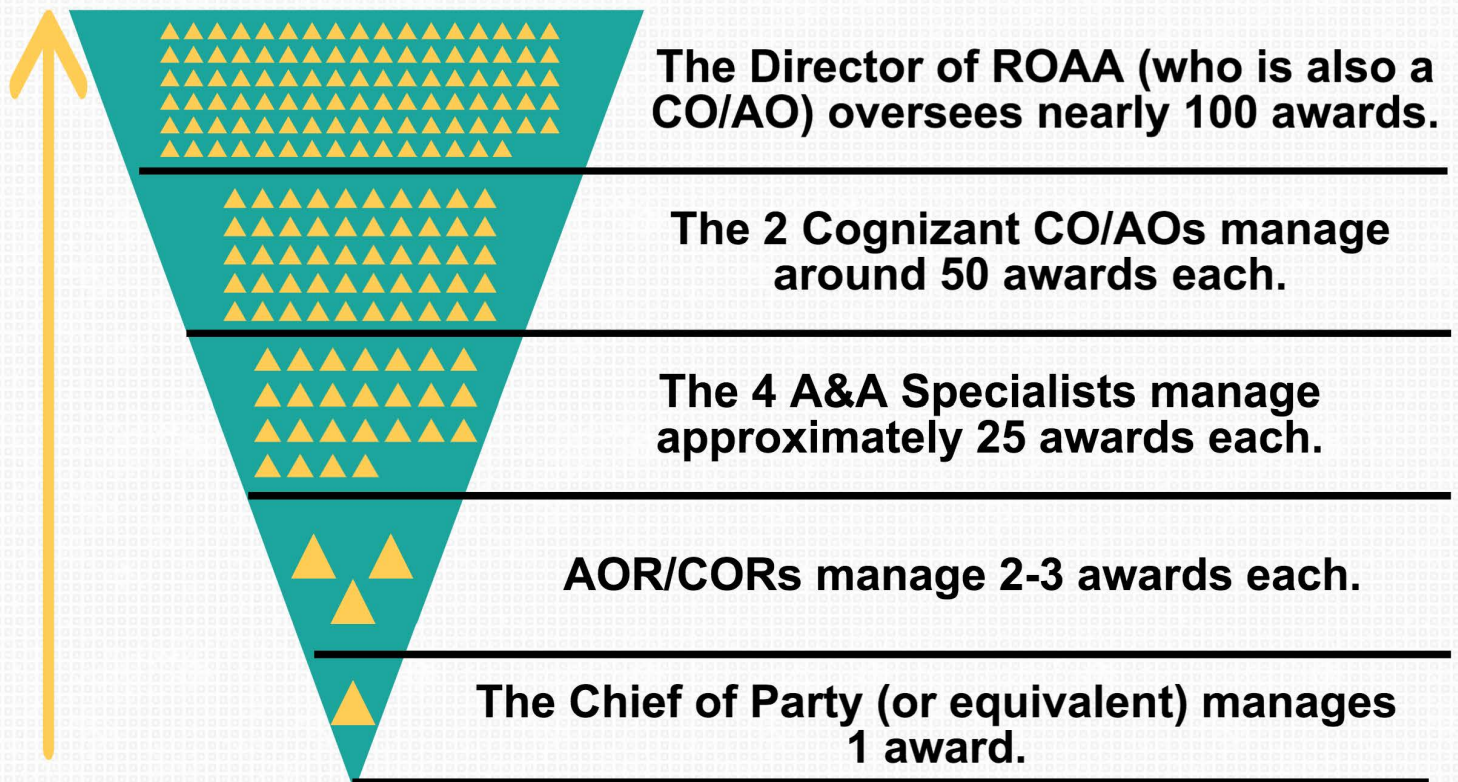 The Director of ROAA (who is also a
CO/AO) oversees nearly 100 awards.
The 2 Cognizant CO/AOs manage
around 50 awards each.
The 4 A&A Specialists manage
approximately 25 awards each.
AOR/CORs manage 2-3 awards each.
The Chief of Party (or equivalent) manages
1 award.